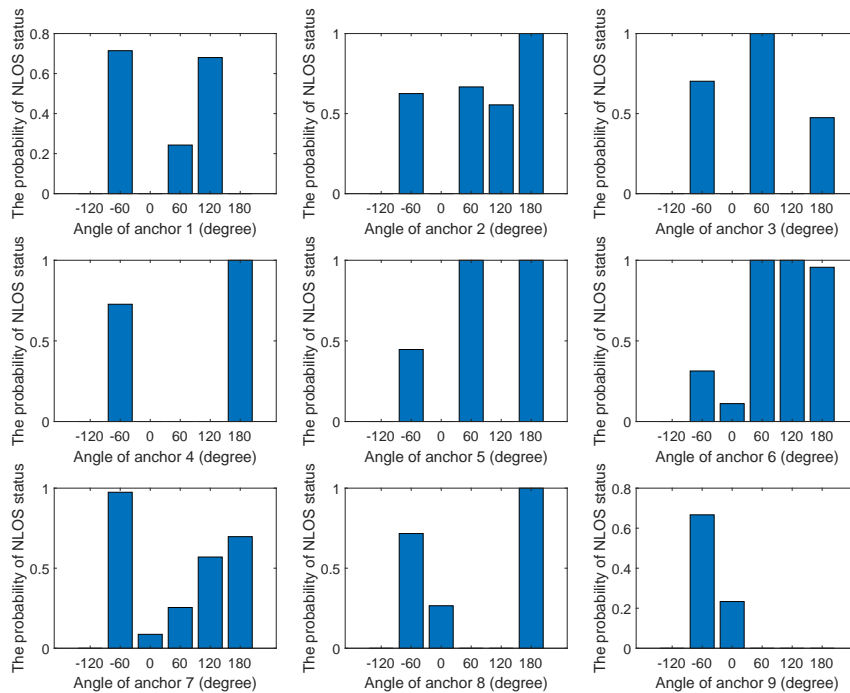 The probability of NLOS status
0.8
0.6
0.4
0.2
0
-120 -60 0 60 120 180
Angle of anchor 1 (degree)
The probability of NLOS status
1
0.5
0
-120 -60 0 60 120 180
Angle of anchor 2 (degree)
The probability of NLOS status
1
0.5
0
-120 -60 0 60 120 180
Angle of anchor 3 (degree)
The probability of NLOS status
1
0.5
0
-120 -60 0 60 120 180
Angle of anchor 4 (degree)
The probability of NLOS status
1
0.5
0
-120 -60 0 60 120 180
Angle of anchor 5 (degree)
The probability of NLOS status
1
0.5
0
-120 -60 0 60 120 180
Angle of anchor 6 (degree)
The probability of NLOS status
1
0.5
0
-120 -60 0 60 120 180
Angle of anchor 7 (degree)
The probability of NLOS status
1
0.5
0
-120 -60 0 60 120 180
Angle of anchor 8 (degree)
The probability of NLOS status
0.8
0.6
0.4
0.2
0
-120 -60 0 60 120 180
Angle of anchor 9 (degree)